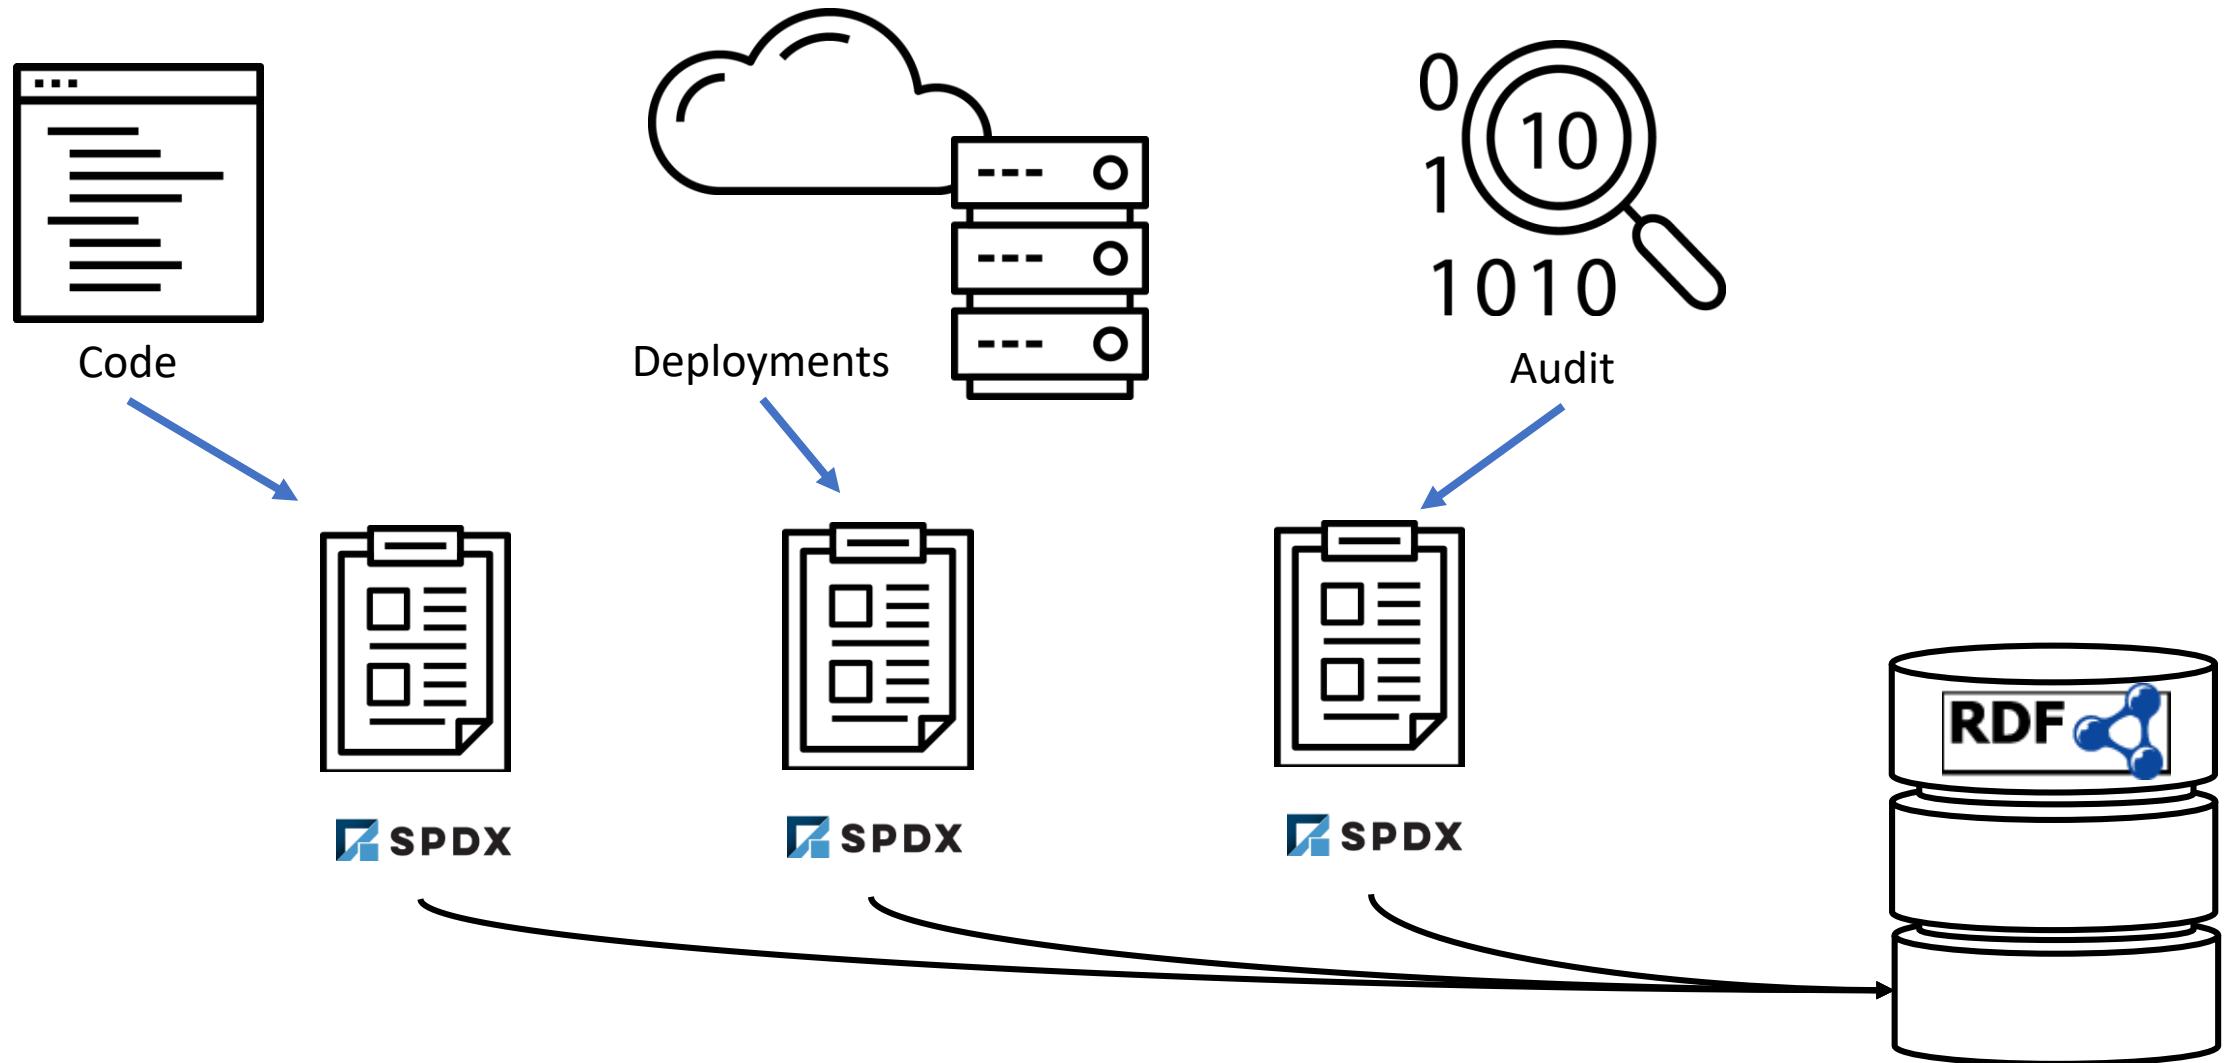 0
10
1
1010
Code
Deployments
Audit
SPDX
SPDX
SPDX
RDF